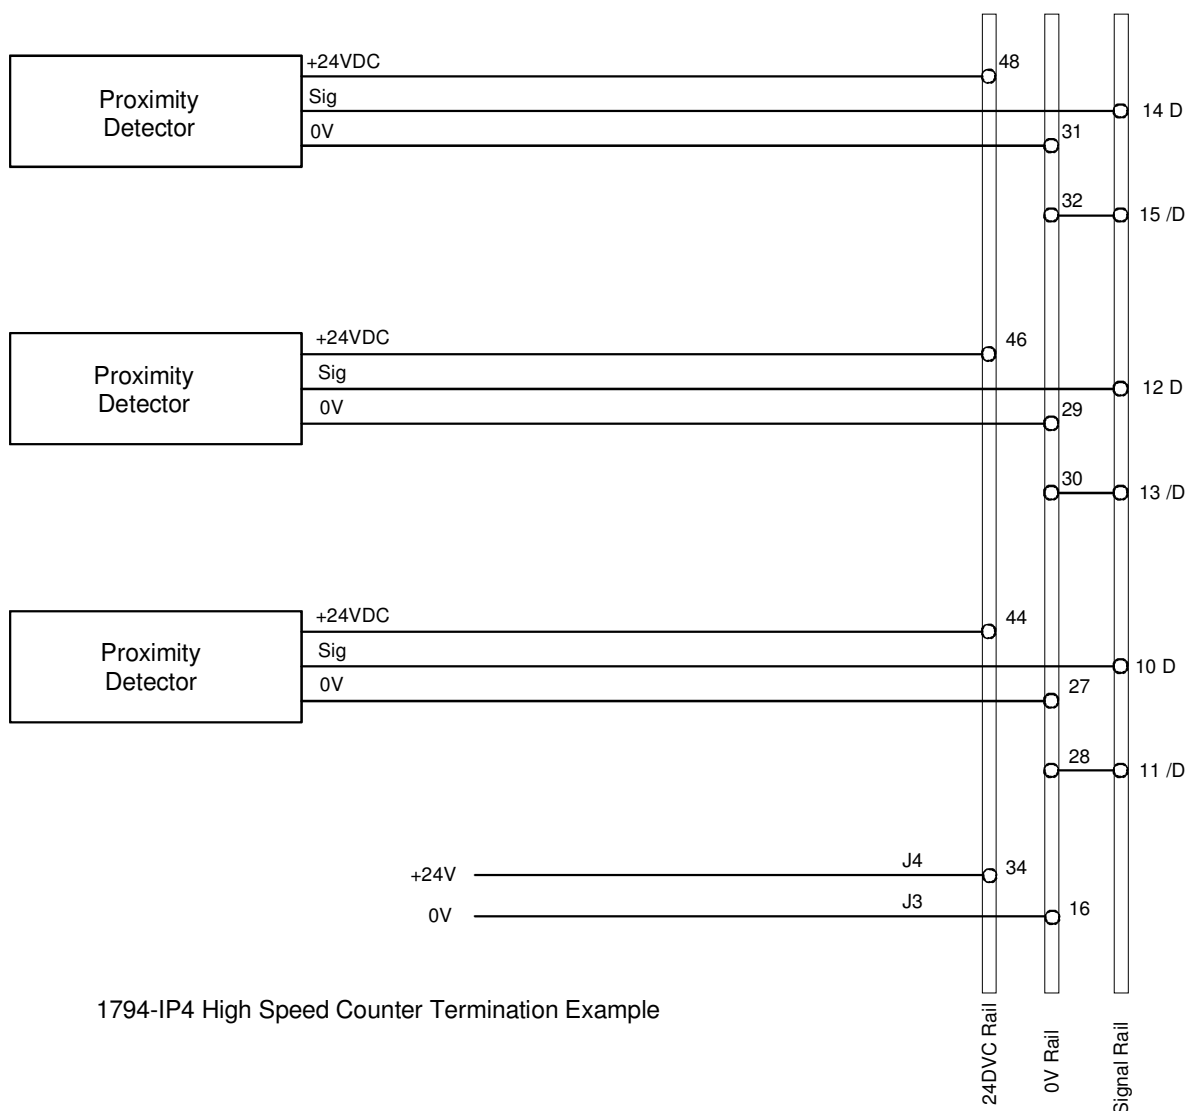 +24VDC
48
Proximity
Detector
Sig
14 D
0V
31
32
15 /D
+24VDC
46
Proximity
Detector
Sig
12 D
0V
29
30
13 /D
+24VDC
44
Proximity
Detector
Sig
10 D
0V
27
28
11 /D
+24V
J4
34
0V
J3
16
1794-IP4 High Speed Counter Termination Example
24DVC Rail
0V Rail
Signal Rail